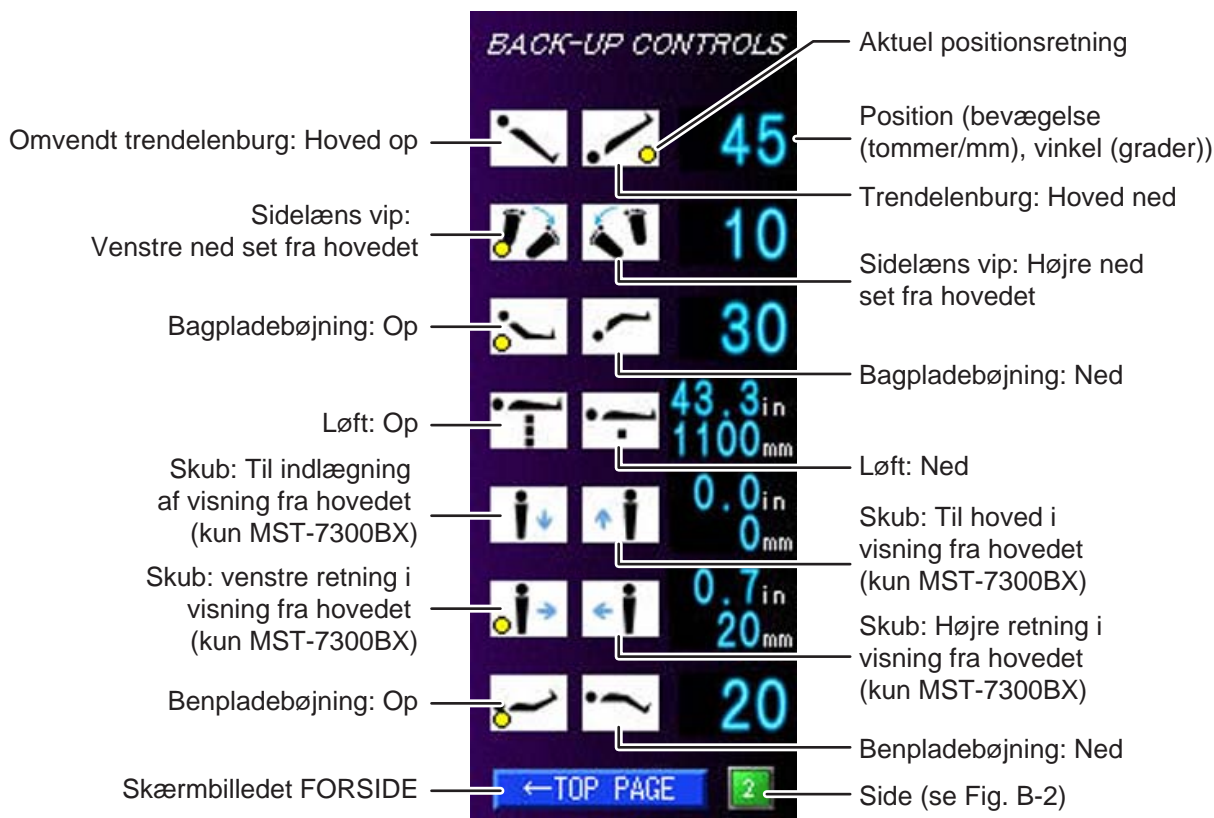 BACK-UP CONTROLS
Aktuel positionsretning
Omvendt trendelenburg: Hoved op
45
Position (bevægelse
(tommer/mm), vinkel (grader))
Trendelenburg: Hoved ned
Sidelæns vip:
Venstre ned set fra hovedet
10
Sidelæns vip: Højre ned
set fra hovedet
Bagpladebøjning: Op
30
Bagpladebøjning: Ned
Løft: Op
43.3in
1100mm
Løft: Ned
Skub: Til indlægning
af visning fra hovedet
(kun MST-7300BX)
0.0in
0mm
Skub: Til hoved i
visning fra hovedet
(kun MST-7300BX)
Skub: venstre retning i
visning fra hovedet
(kun MST-7300BX)
0.7in
20mm
Skub: Højre retning i
visning fra hovedet
(kun MST-7300BX)
Benpladebøjning: Op
20
Benpladebøjning: Ned
Skærmbilledet FORSIDE
←TOP PAGE
2
Side (se Fig. B-2)